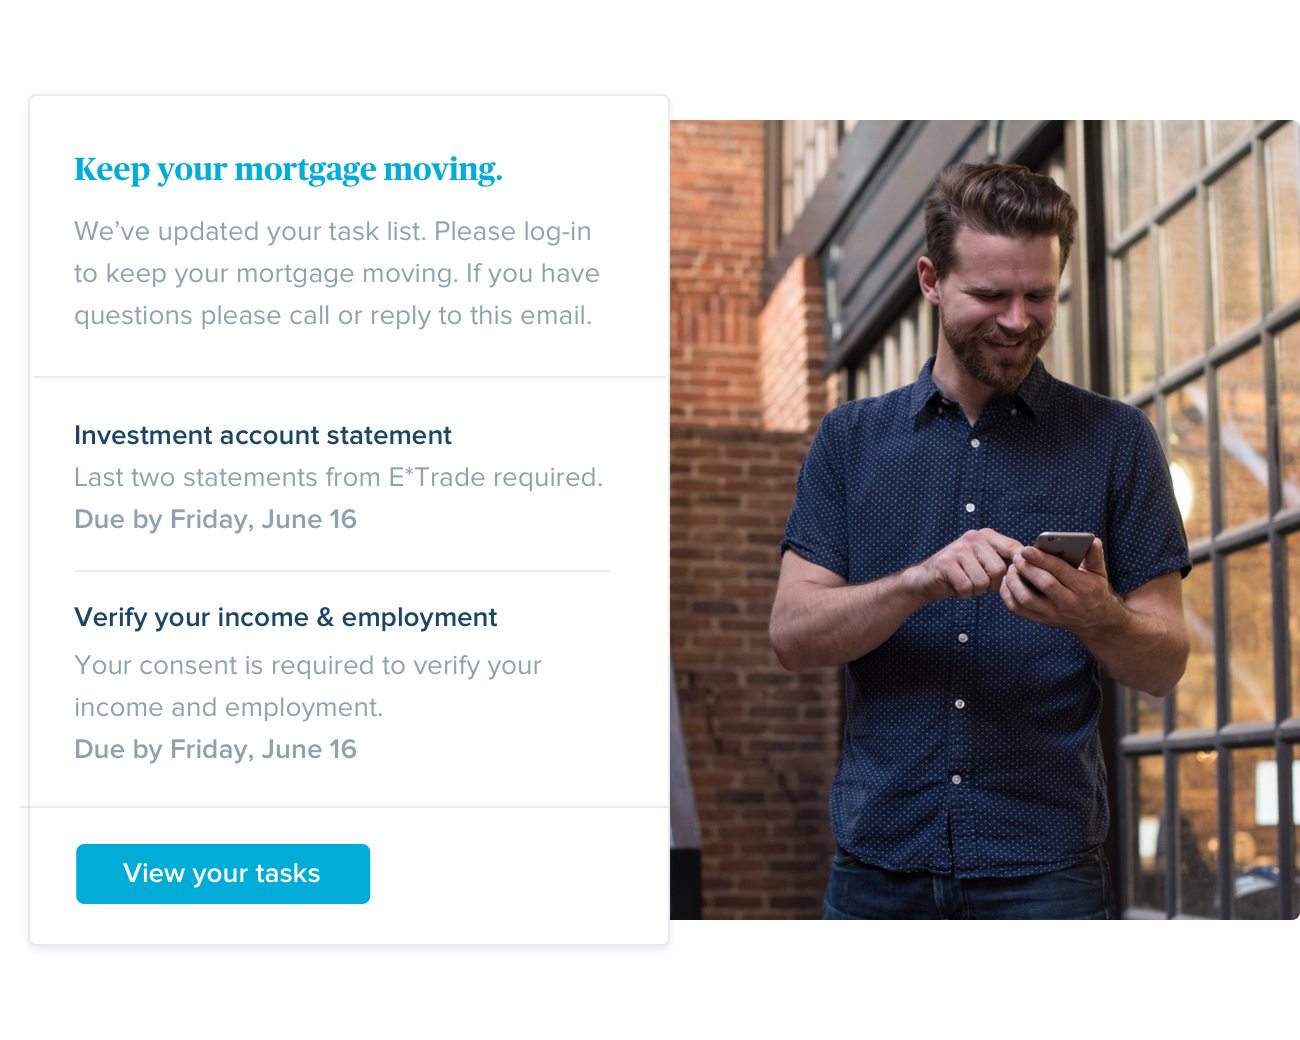 Keep your mortgage moving.
We’ve updated your task list. Please log-in
to keep your mortgage moving. If you have
questions please call or reply to this email.
Investment account statement
Last two statements from E*Trade required.
Due by Friday, June 16
Verify your income & employment
Your consent is required to verify your
income and employment.
Due by Friday, June 16
View your tasks